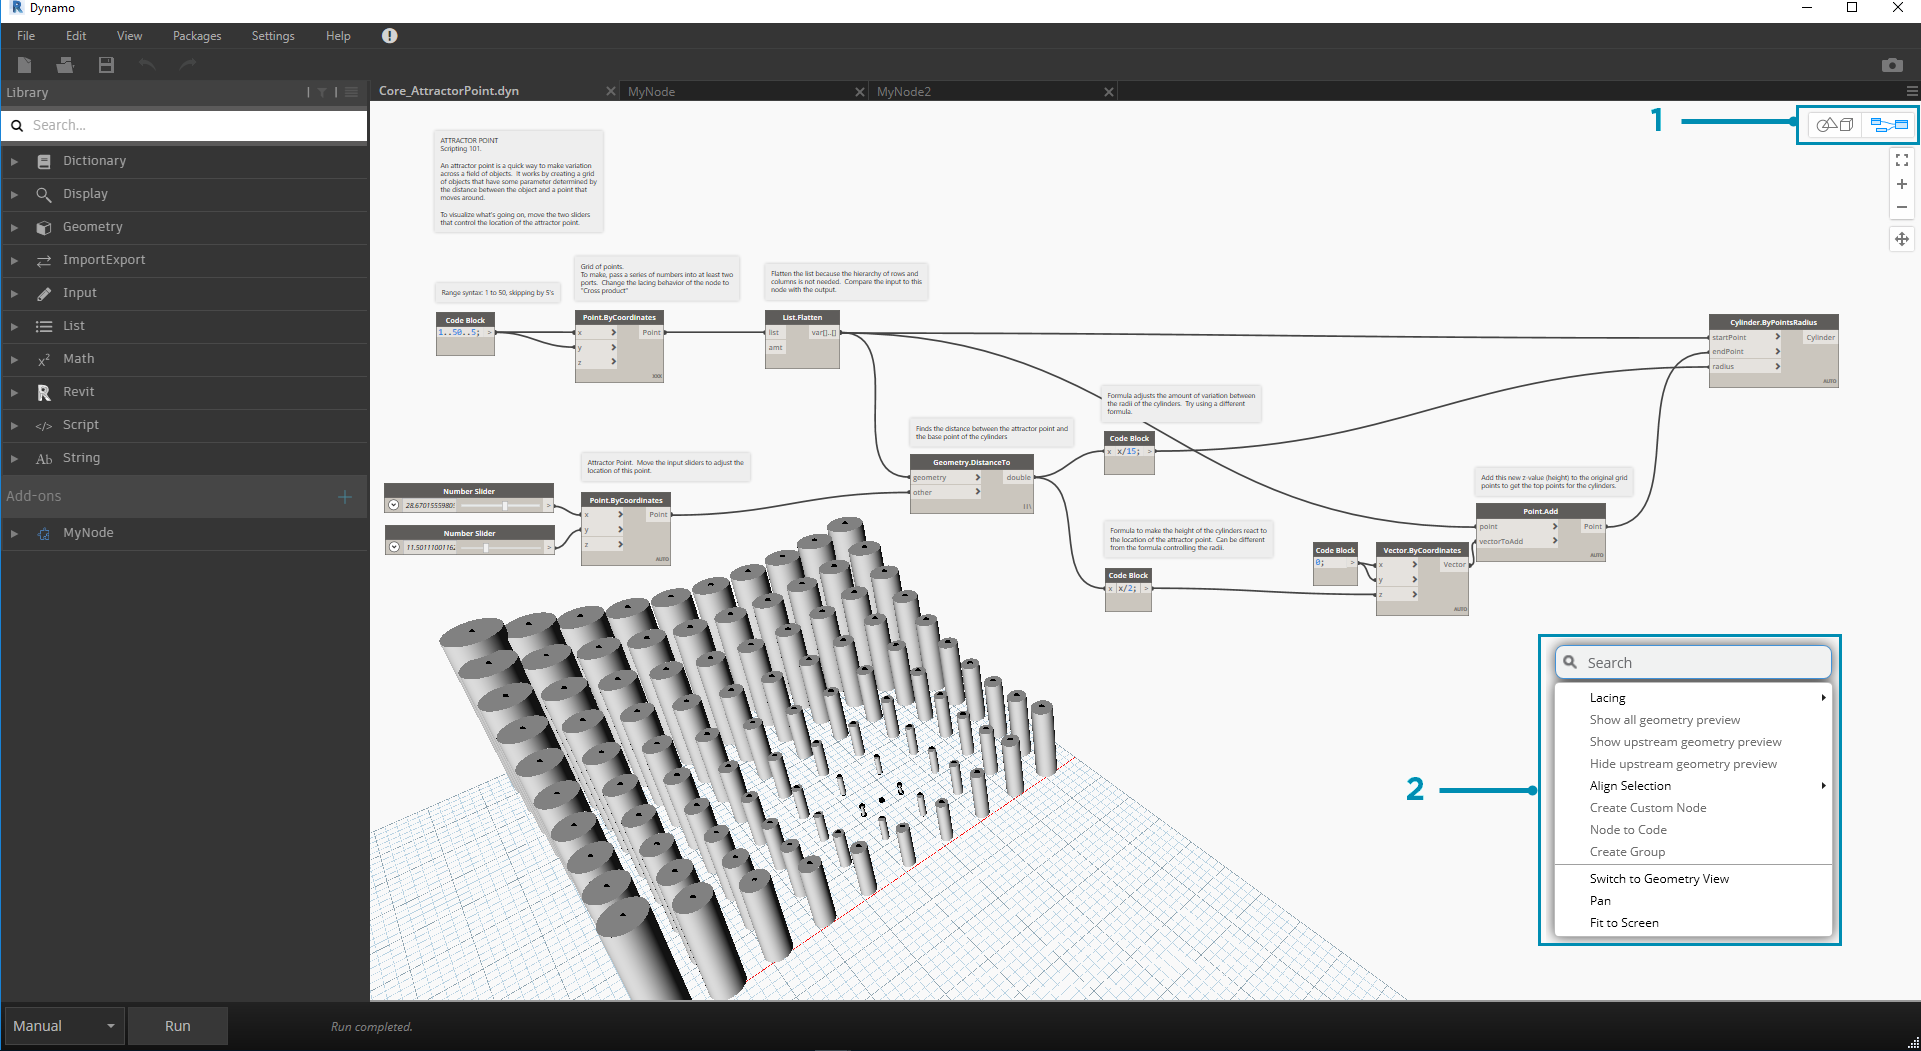 Dynamo
File Edit View Packages Settings Help
Library
Search...
Dictionary
Display
Geometry
ImportExport
Input
List
Math
Revit
Script
String
Add-ons
MyNode
Core_AttractorPoint.dyn
MyNode
MyNode2
1
ATTRACTOR POINT
Scripting 101.
An attractor point is a quick way to make variation
across a field of objects. It works by creating a grid
of objects that have some parameter determined by
the distance between the object and a point that
moves around.
To visualize what's going on, move the two sliders
that control the location of the attractor point.
Range syntax: 1 to 50, skipping by 5's
Code Block
1..50..5; >
Grid of points.
To make, pass a series of numbers into at least two
ports. Change the lacing behavior of the node to
"Cross product"
Point.ByCoordinates
x > Point
y >
z >
XXX
Flatten the list because the hierarchy of rows and
columns is not needed. Compare the input to this
node with the output.
List.Flatten
list var[]..[]
amt
Cylinder.ByPointsRadius
startPoint > Cylinder
endPoint >
radius >
AUTO
Formula adjusts the amount of variation between
the radii of the cylinders. Try using a different
formula.
Code Block
x x/15; >
Finds the distance between the attractor point and
the base point of the cylinders
Geometry.DistanceTo
geometry > double
other >
Attractor Point. Move the input sliders to adjust the
location of this point.
Number Slider
28.6701555980 >
Number Slider
11.5011100116 >
Point.ByCoordinates
x > Point
y >
z >
AUTO
Add this new z-value (height) to the original grid
points to get the top points for the cylinders.
Point.Add
point > Point
vectorToAdd >
AUTO
Formula to make the height of the cylinders react to
the location of the attractor point. Can be different
from the formula controlling the radii.
Code Block
x x/2; >
Code Block
0; >
Vector.ByCoordinates
x > Vector
y >
z >
AUTO
2
Search
Lacing
Show all geometry preview
Show upstream geometry preview
Hide upstream geometry preview
Align Selection
Create Custom Node
Node to Code
Create Group
Switch to Geometry View
Pan
Fit to Screen
Manual
Run
Run completed.